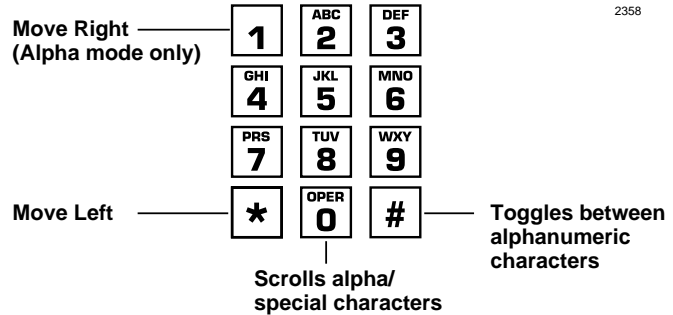 2358
Move Right
(Alpha mode only)
1
ABC
2
DEF
3
GHI
4
JKL
5
MNO
6
PRS
7
TUV
8
WXY
9
Move Left
*
OPER
0
#
Toggles between
alphanumeric
characters
Scrolls alpha/
special characters